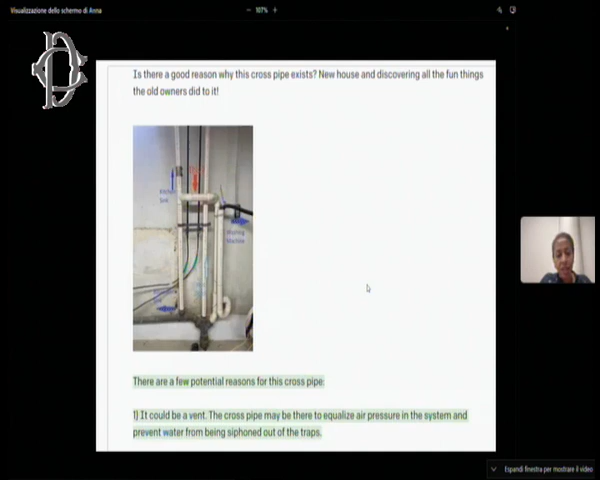 Visualizzazione dello schermo di Anna
− 107% +
Is there a good reason why this cross pipe exists? New house and discovering all the fun things
the old owners did to it!
Kitchen
Sink
Washing
Machine
There are a few potential reasons for this cross pipe:
1) It could be a vent. The cross pipe may be there to equalize air pressure in the system and
prevent water from being siphoned out of the traps.
Espandi finestra per mostrare il video